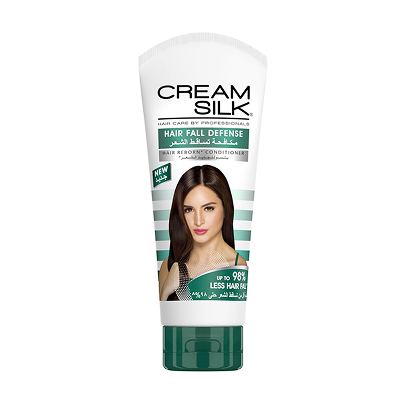 CREAM
SILK®
HAIR CARE BY PROFESSIONALS
HAIR FALL DEFENSE
مكافحة تساقط الشعر
HAIR REBORN* CONDITIONER
NEW
جديد
UP TO 98%
LESS HAIR FALL